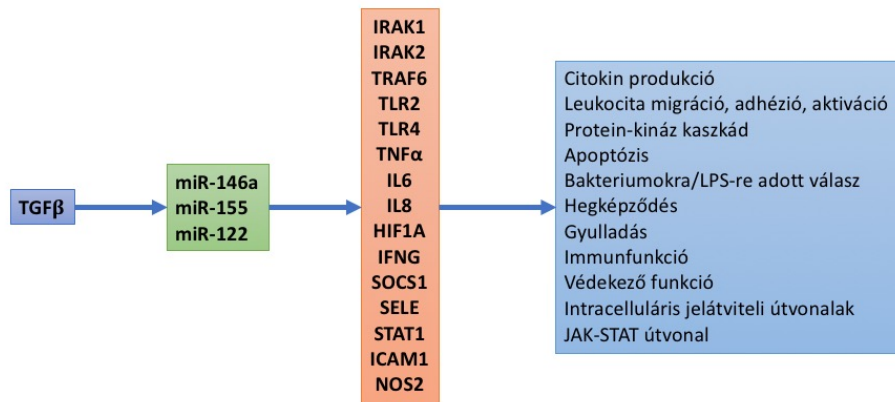 TGFβ
miR-146a
miR-155
miR-122
IRAK1
IRAK2
TRAF6
TLR2
TLR4
TNFα
IL6
IL8
HIF1A
IFNG
SOCS1
SELE
STAT1
ICAM1
NOS2
Citokin produkció
Leukocita migráció, adhézió, aktiváció
Protein-kináz kaszkád
Apoptózis
Bakteriumokra/LPS-re adott válasz
Hegképződés
Gyulladás
Immunfunkció
Védekező funkció
Intracelluláris jelátviteli útvonalak
JAK-STAT útvonal